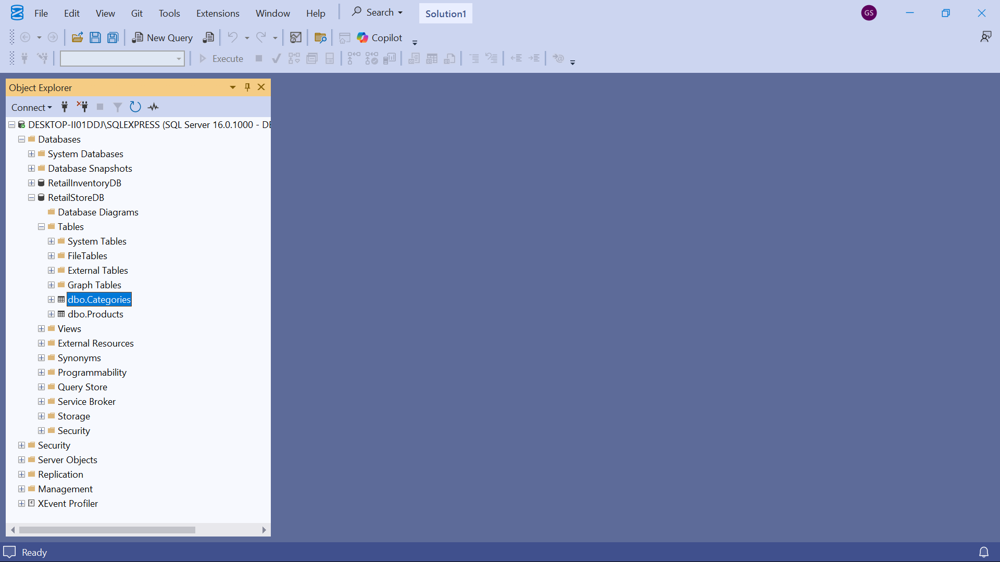 File Edit View Git Tools Extensions Window Help Search Solution1 GS
New Query Copilot
Execute
Object Explorer
Connect
DESKTOP-II01DDJ\SQLEXPRESS (SQL Server 16.0.1000 - DE
Databases
System Databases
Database Snapshots
RetailInventoryDB
RetailStoreDB
Database Diagrams
Tables
System Tables
FileTables
External Tables
Graph Tables
dbo.Categories
dbo.Products
Views
External Resources
Synonyms
Programmability
Query Store
Service Broker
Storage
Security
Security
Server Objects
Replication
Management
XEvent Profiler
Ready